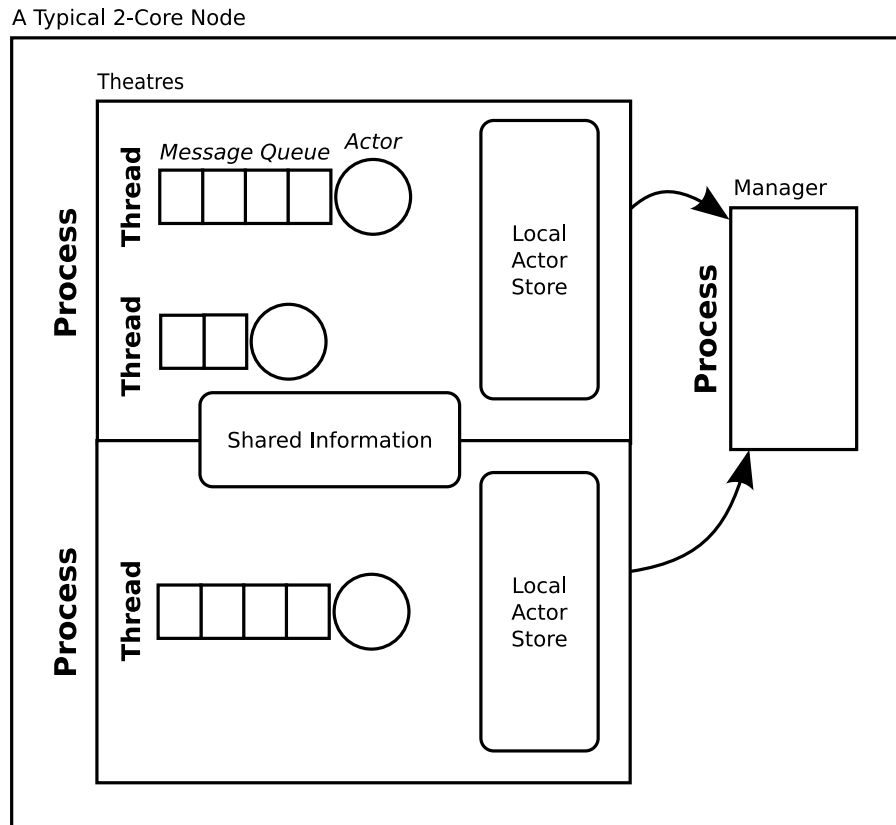 A Typical 2-Core Node
Theatres
Process
Thread
Message Queue
Actor
Local
Actor
Store
Manager
Process
Thread
Shared Information
Process
Thread
Local
Actor
Store